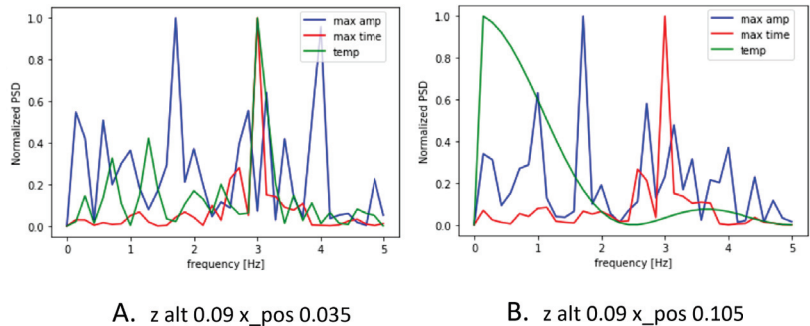 max amp
max time
temp
Normalized PSD
1.0
0.8
0.6
0.4
0.2
0.0
0 1 2 3 4 5
frequency [Hz]
A. z alt 0.09 x_pos 0.035
max amp
max time
temp
Normalized PSD
1.0
0.8
0.6
0.4
0.2
0.0
0 1 2 3 4 5
frequency [Hz]
B. z alt 0.09 x_pos 0.105